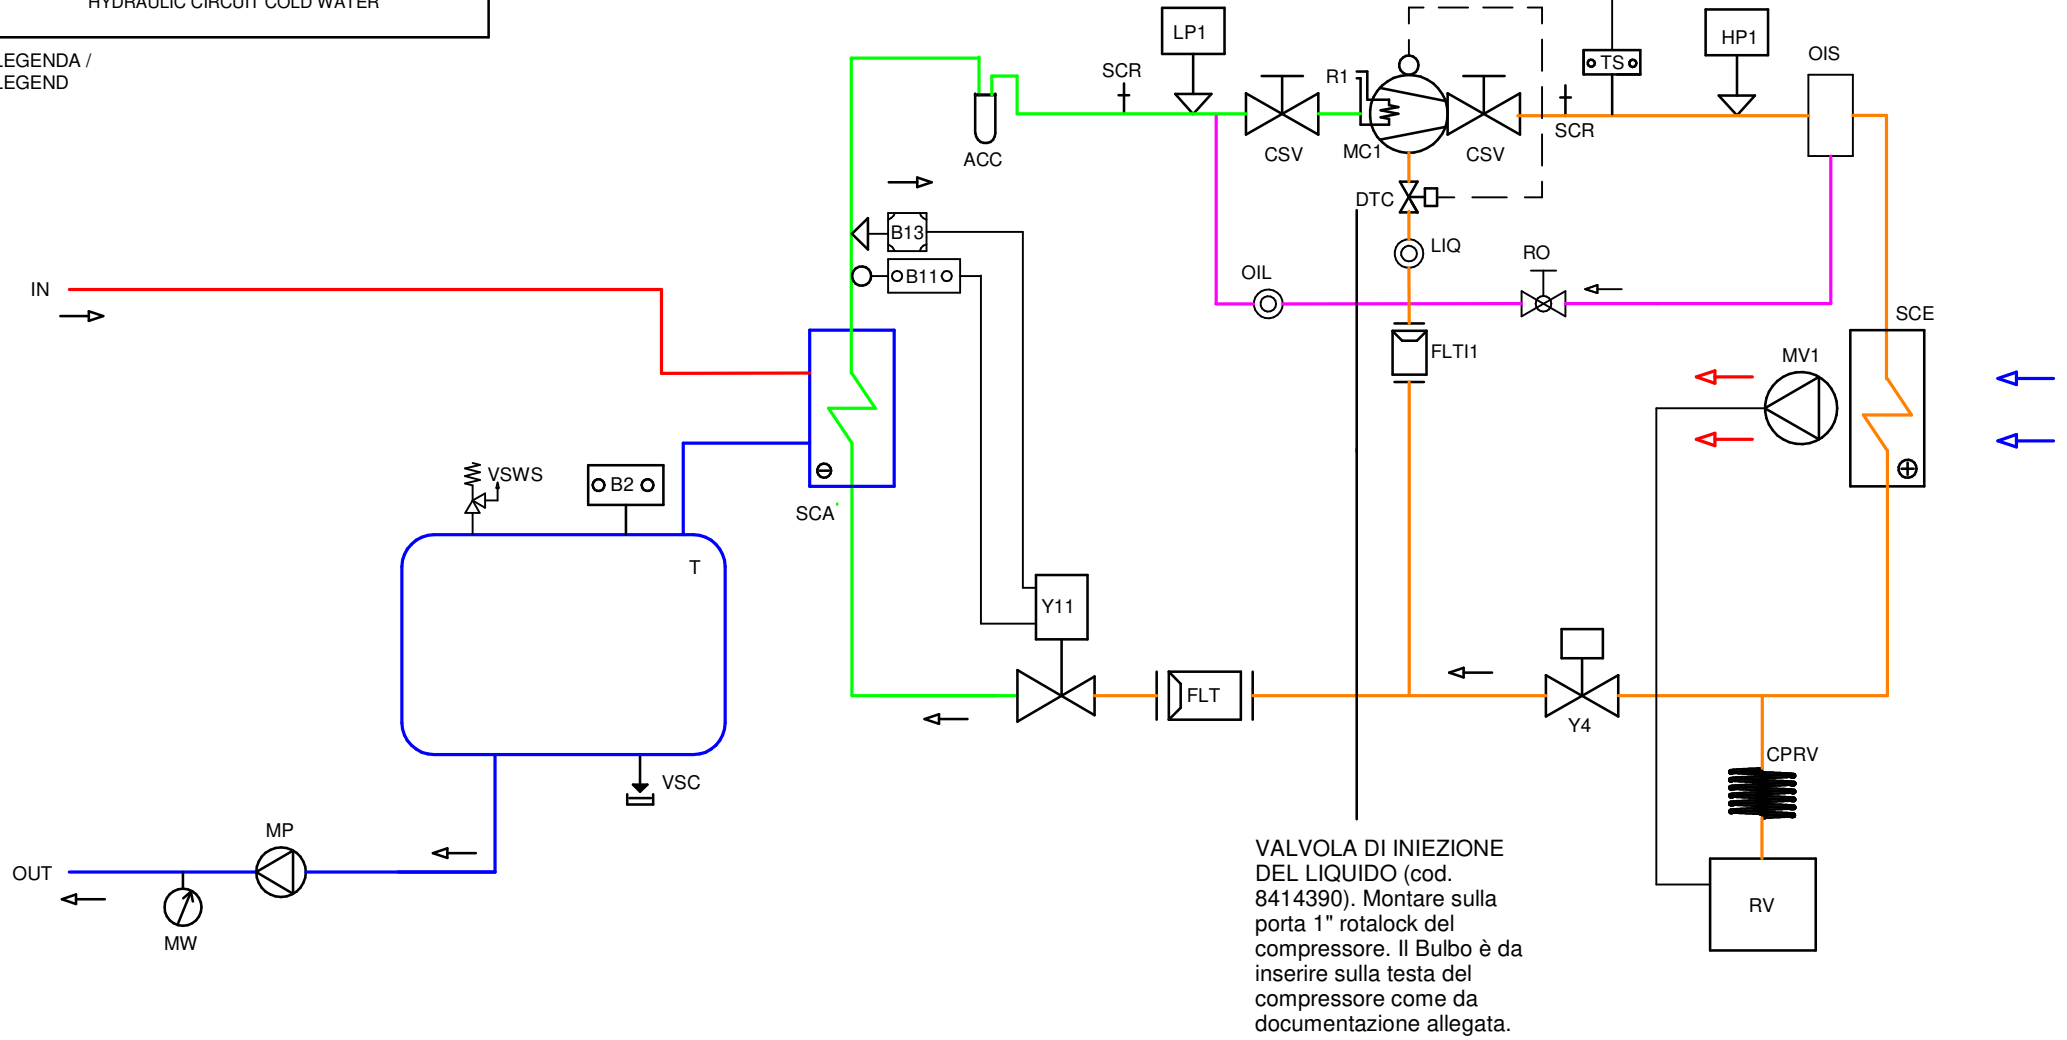 HYDRAULIC CIRCUIT COLD WATER
LEGENDA /
LEGEND
LP1
HP1
OIS
SCR
R1
TS
SCR
ACC
CSV
MC1
CSV
DTC
B13
LIQ
RO
B11
OIL
IN
SCE
FLTI1
MV1
VSWS
B2
SCA
T
Y11
FLT
Y4
CPRV
VSC
MP
OUT
MW
RV
VALVOLA DI INIEZIONE
DEL LIQUIDO (cod.
8414390). Montare sulla
porta 1" rotalock del
compressore. Il Bulbo è da
inserire sulla testa del
compressore come da
documentazione allegata.